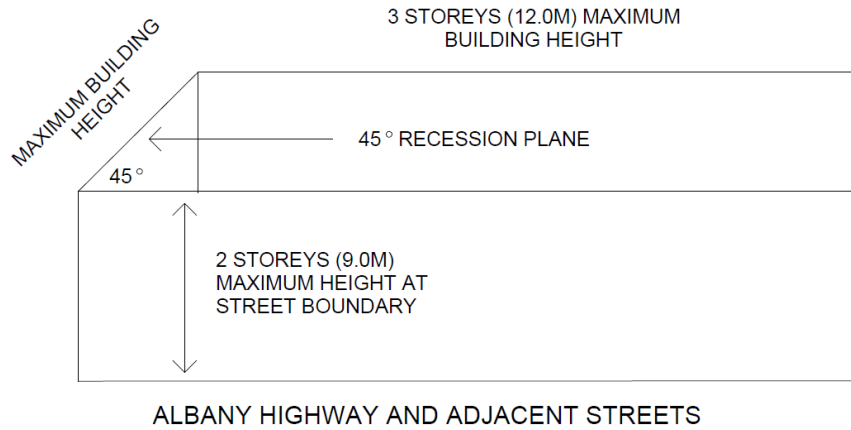 3 STOREYS (12.0M) MAXIMUM
BUILDING HEIGHT
MAXIMUM BUILDING
HEIGHT
45° RECESSION PLANE
45°
2 STOREYS (9.0M)
MAXIMUM HEIGHT AT
STREET BOUNDARY
ALBANY HIGHWAY AND ADJACENT STREETS